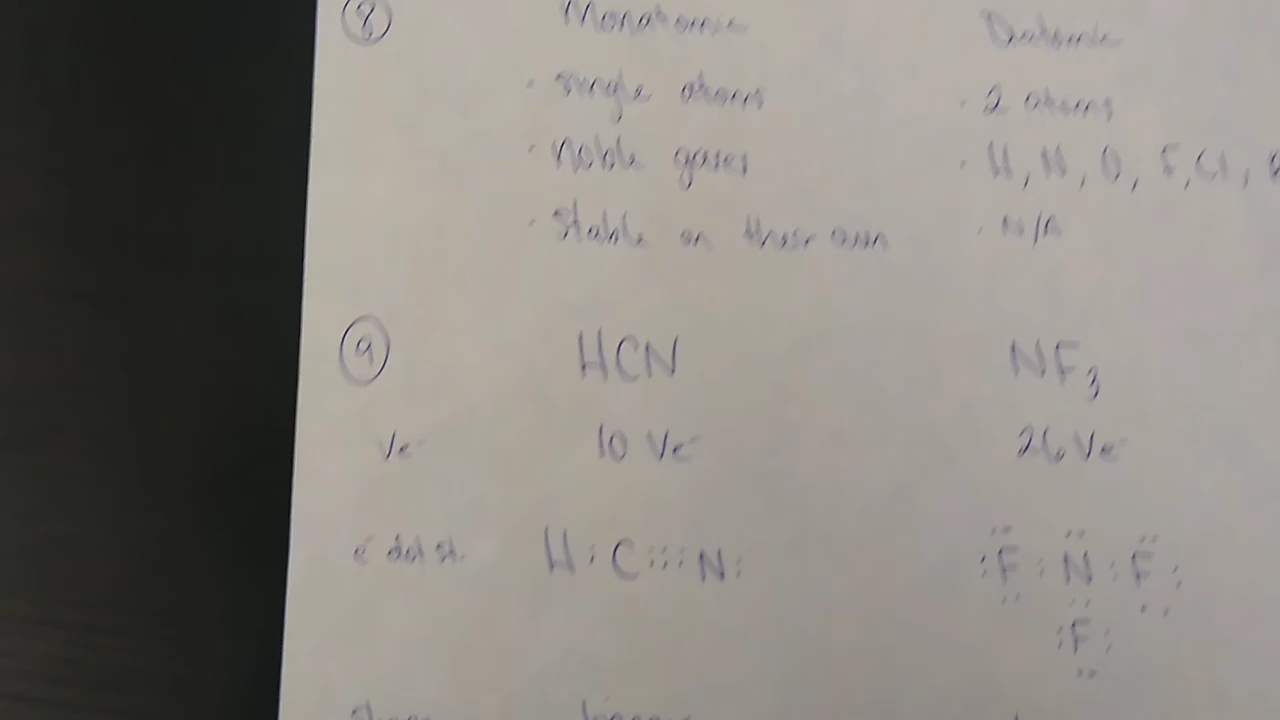 8 Monatomic Diatomic
· single atoms · 2 atoms
· Noble gases · H, N, O, F, Cl,
· Stable on their own · N/A
9 HCN NF₃
Ve⁻ 10 Ve⁻ 26 Ve⁻
e⁻ dot st. H : C ::: N : : F : N : F :
: F :